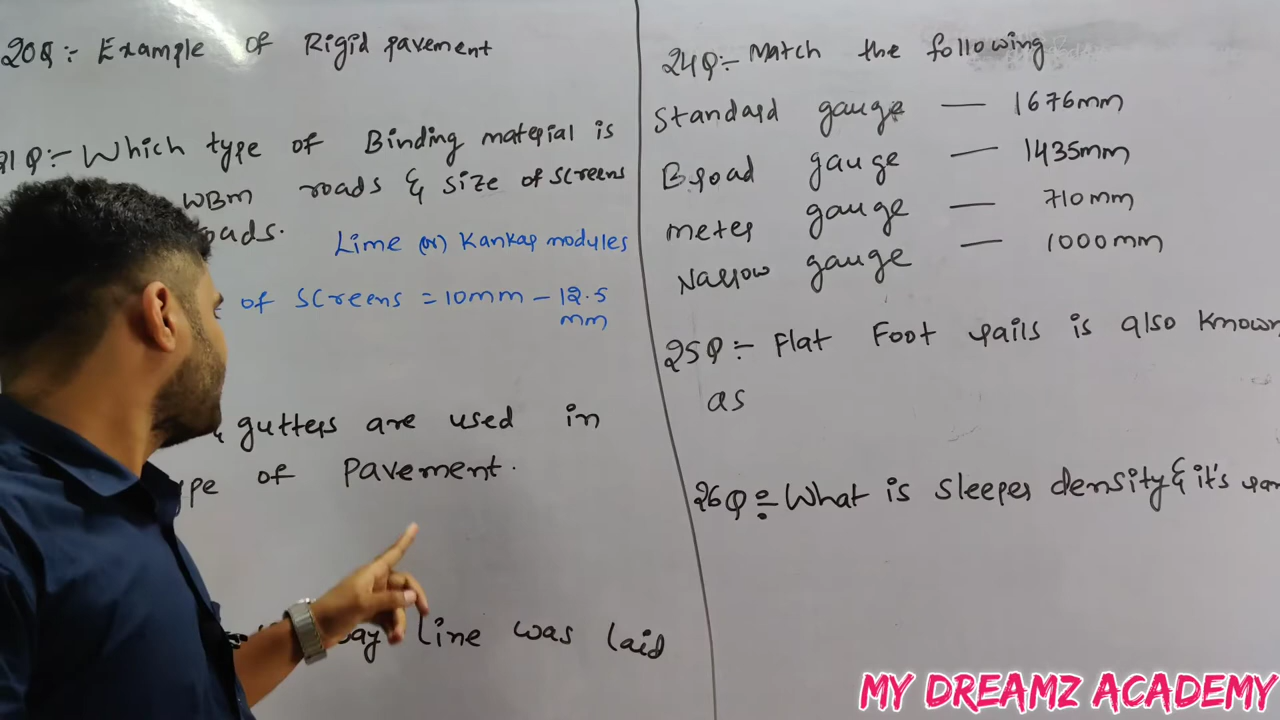 20Q:- Example of Rigid pavement
21Q:- Which type of Binding material is
WBM roads & size of screens
roads.
Lime (or) Kankar modules
of screens = 10mm - 12.5
mm
gutters are used in
type of Pavement.
way line was laid
24Q:- Match the following
Standard gauge — 1676mm
Broad gauge — 1435mm
meter gauge — 710mm
Narrow gauge — 1000mm
25Q:- Flat Foot rails is also known
as
26Q:- What is sleeper density & it's
MY DREAMZ ACADEMY